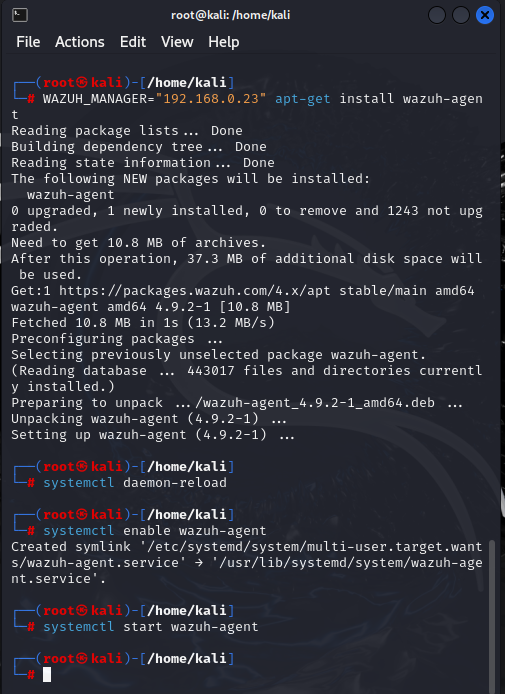 root@kali: /home/kali
File Actions Edit View Help
┌──(root㉿kali)-[/home/kali]
└─# WAZUH_MANAGER="192.168.0.23" apt-get install wazuh-agen
t
Reading package lists... Done
Building dependency tree... Done
Reading state information... Done
The following NEW packages will be installed:
  wazuh-agent
0 upgraded, 1 newly installed, 0 to remove and 1243 not upg
raded.
Need to get 10.8 MB of archives.
After this operation, 37.3 MB of additional disk space will
 be used.
Get:1 https://packages.wazuh.com/4.x/apt stable/main amd64
wazuh-agent amd64 4.9.2-1 [10.8 MB]
Fetched 10.8 MB in 1s (13.2 MB/s)
Preconfiguring packages ...
Selecting previously unselected package wazuh-agent.
(Reading database ... 443017 files and directories currentl
y installed.)
Preparing to unpack .../wazuh-agent_4.9.2-1_amd64.deb ...
Unpacking wazuh-agent (4.9.2-1) ...
Setting up wazuh-agent (4.9.2-1) ...
┌──(root㉿kali)-[/home/kali]
└─# systemctl daemon-reload
┌──(root㉿kali)-[/home/kali]
└─# systemctl enable wazuh-agent
Created symlink '/etc/systemd/system/multi-user.target.want
s/wazuh-agent.service' → '/usr/lib/systemd/system/wazuh-age
nt.service'.
┌──(root㉿kali)-[/home/kali]
└─# systemctl start wazuh-agent
┌──(root㉿kali)-[/home/kali]
└─#